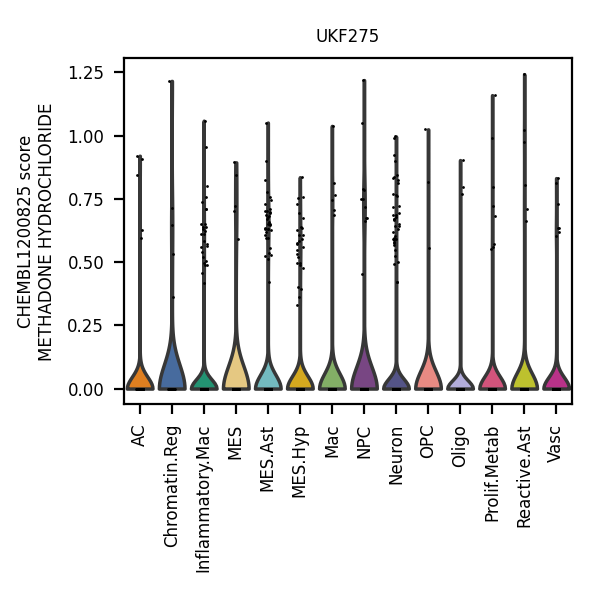 UKF275
CHEMBL1200825 score
METHADONE HYDROCHLORIDE
1.25
1.00
0.75
0.50
0.25
0.00
AC
Chromatin.Reg
Inflammatory.Mac
MES
MES.Ast
MES.Hyp
Mac
NPC
Neuron
OPC
Oligo
Prolif.Metab
Reactive.Ast
Vasc